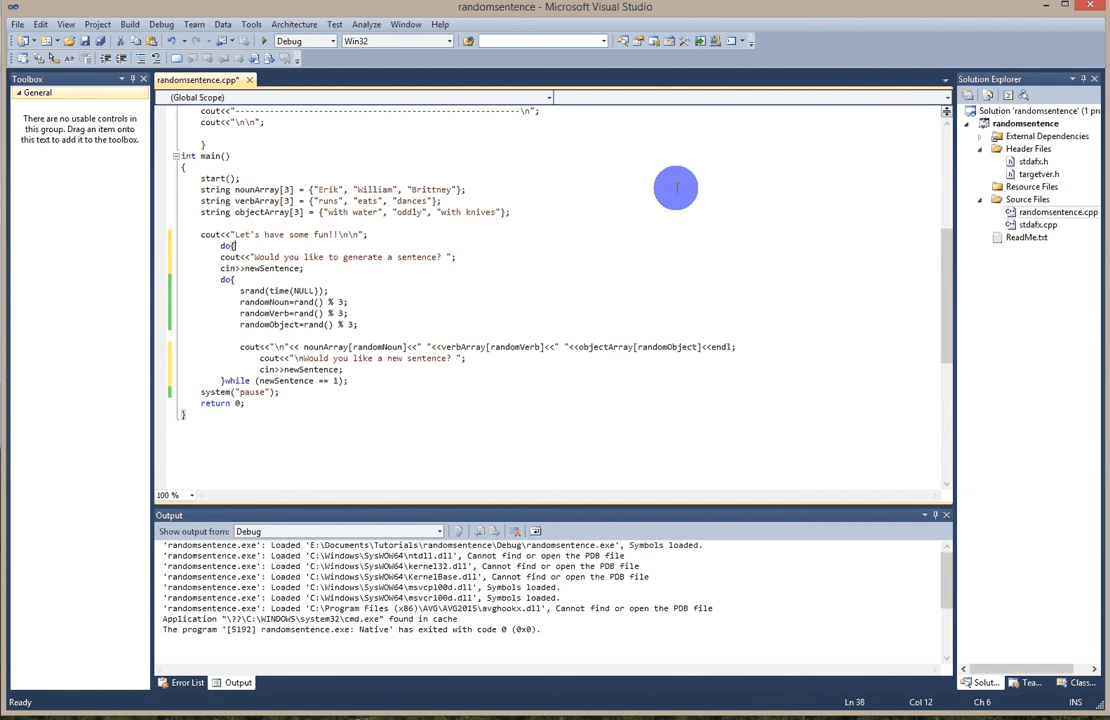 randomsentence - Microsoft Visual Studio
File Edit View Project Build Debug Team Data Tools Architecture Test Analyze Window Help
Debug Win32
Toolbox
General
There are no usable controls in
this group. Drag an item onto
this text to add it to the toolbox.
randomsentence.cpp*
(Global Scope)
cout<<"---------------------------------------------------------\n";
cout<<"\n\n";
}
int main()
{
start();
string nounArray[3] = {"Erik", "William", "Brittney"};
string verbArray[3] = {"runs", "eats", "dances"};
string objectArray[3] = {"with water", "oddly", "with knives"};
cout<<"Let's have some fun!!\n\n";
do{
cout<<"Would you like to generate a sentence? ";
cin>>newSentence;
do{
srand(time(NULL));
randomNoun=rand() % 3;
randomVerb=rand() % 3;
randomObject=rand() % 3;
cout<<"\n"<< nounArray[randomNoun]<<" "<<verbArray[randomVerb]<<" "<<objectArray[randomObject]<<endl;
cout<<"\nWould you like a new sentence? ";
cin>>newSentence;
}while (newSentence == 1);
system("pause");
return 0;
}
100 %
Output
Show output from: Debug
'randomsentence.exe': Loaded 'E:\Documents\Tutorials\randomsentence\Debug\randomsentence.exe', Symbols loaded.
'randomsentence.exe': Loaded 'C:\Windows\SysWOW64\ntdll.dll', Cannot find or open the PDB file
'randomsentence.exe': Loaded 'C:\Windows\SysWOW64\kernel32.dll', Cannot find or open the PDB file
'randomsentence.exe': Loaded 'C:\Windows\SysWOW64\KernelBase.dll', Cannot find or open the PDB file
'randomsentence.exe': Loaded 'C:\Windows\SysWOW64\msvcp100d.dll', Symbols loaded.
'randomsentence.exe': Loaded 'C:\Windows\SysWOW64\msvcr100d.dll', Symbols loaded.
'randomsentence.exe': Loaded 'C:\Program Files (x86)\AVG\AVG2015\avghookx.dll', Cannot find or open the PDB file
Application "\??\C:\WINDOWS\system32\cmd.exe" found in cache
The program '[5192] randomsentence.exe: Native' has exited with code 0 (0x0).
Error List Output
Solution Explorer
Solution 'randomsentence' (1 pro
randomsentence
External Dependencies
Header Files
stdafx.h
targetver.h
Resource Files
Source Files
randomsentence.cpp
stdafx.cpp
ReadMe.txt
Solut... Tea... Class...
Ready Ln 38 Col 12 Ch 6 INS